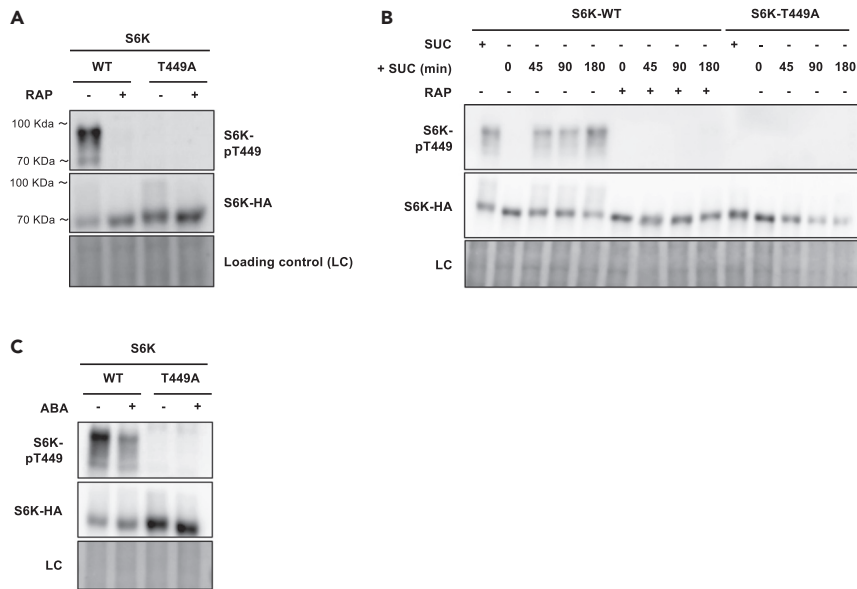 A
S6K
WT T449A
RAP - + - +
100 Kda ~
70 KDa ~
S6K-
pT449
100 KDa ~
70 KDa ~
S6K-HA
Loading control (LC)
B
S6K-WT S6K-T449A
SUC + - - - - - - - - + - - - -
+ SUC (min) 0 45 90 180 0 45 90 180 0 45 90 180
RAP - - - - - + + + + - - - - -
S6K-
pT449
S6K-HA
LC
C
S6K
WT T449A
ABA - + - +
S6K-
pT449
S6K-HA
LC